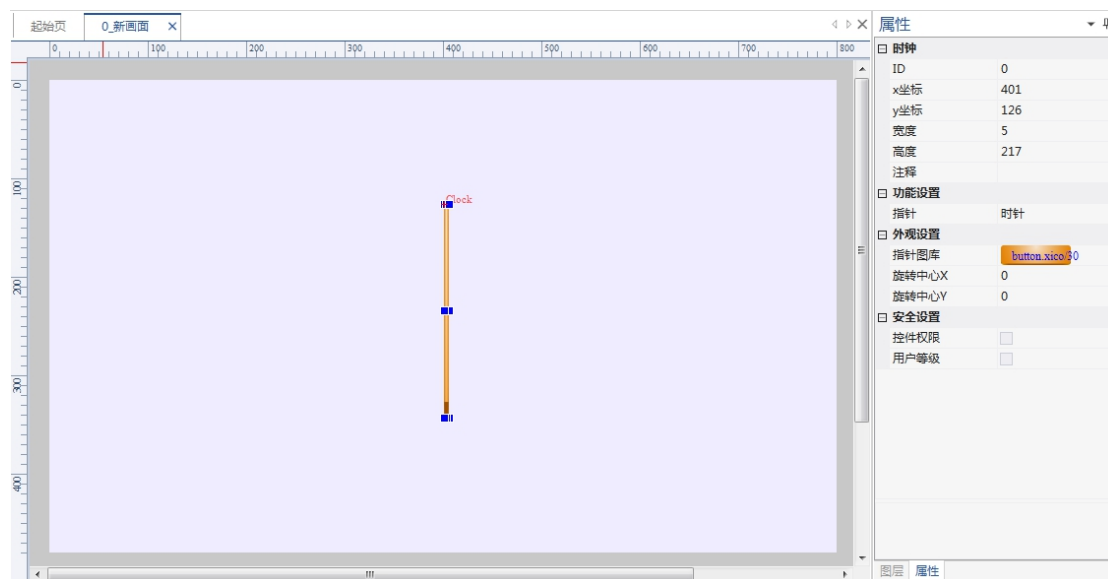 起始页 0_新画面 属性
0 100 200 300 400 500 600 700 800
时钟
ID 0
x坐标 401
0 y坐标 126
宽度 5
高度 217
注释
100 Clock 功能设置
指针 时针
外观设置
指针图库 button.xico/30
旋转中心X 0
200 旋转中心Y 0
安全设置
控件权限
用户等级
300
400
图层 属性